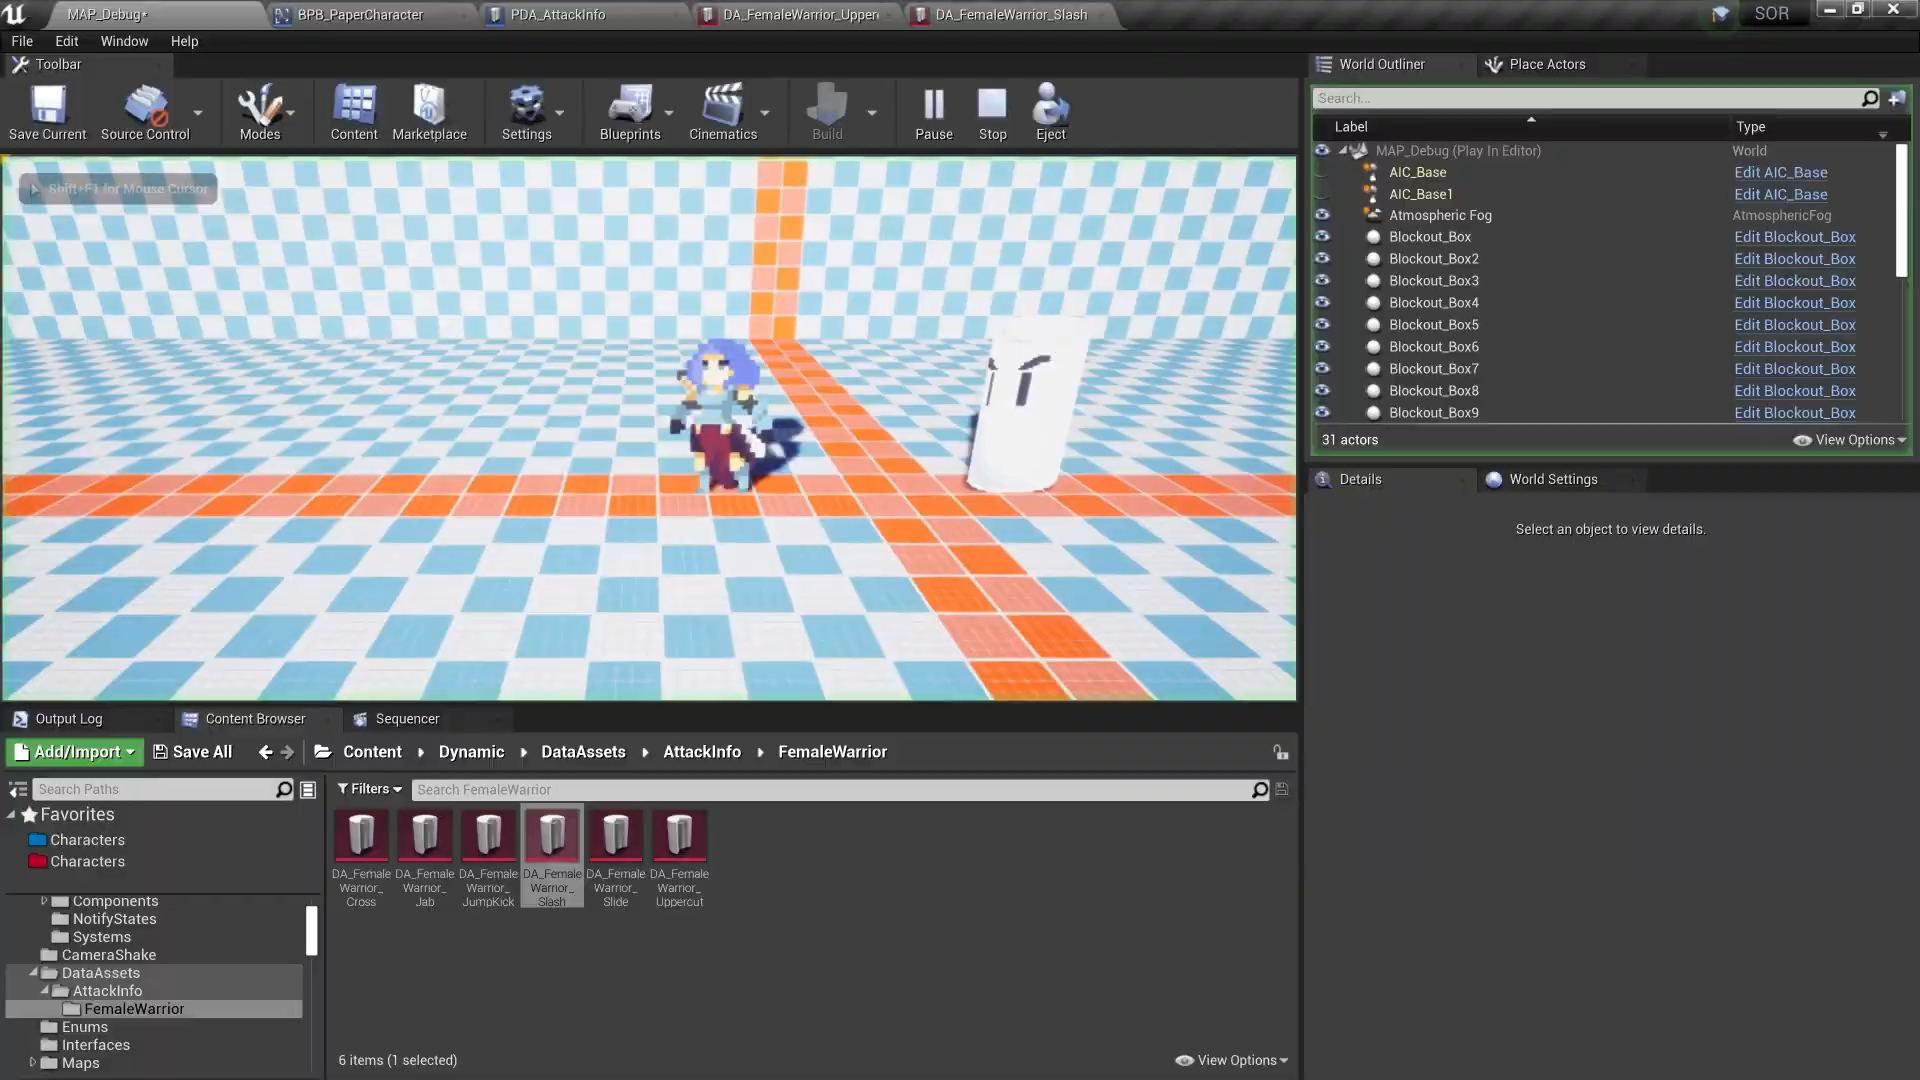 MAP_Debug*
BPB_PaperCharacter
PDA_AttackInfo
DA_FemaleWarrior_Upper
DA_FemaleWarrior_Slash
SOR
File
Edit
Window
Help
Toolbar
Save Current
Source Control
Modes
Content
Marketplace
Settings
Blueprints
Cinematics
Build
Pause
Stop
Eject
Shift+F1 for Mouse Cursor
World Outliner
Place Actors
Search...
Label
Type
MAP_Debug (Play In Editor)
World
AIC_Base
Edit AIC_Base
AIC_Base1
Edit AIC_Base
Atmospheric Fog
AtmosphericFog
Blockout_Box
Edit Blockout_Box
Blockout_Box2
Edit Blockout_Box
Blockout_Box3
Edit Blockout_Box
Blockout_Box4
Edit Blockout_Box
Blockout_Box5
Edit Blockout_Box
Blockout_Box6
Edit Blockout_Box
Blockout_Box7
Edit Blockout_Box
Blockout_Box8
Edit Blockout_Box
Blockout_Box9
Edit Blockout_Box
31 actors
View Options
Details
World Settings
Select an object to view details.
Output Log
Content Browser
Sequencer
Add/Import
Save All
Content
Dynamic
DataAssets
AttackInfo
FemaleWarrior
Search Paths
Filters
Search FemaleWarrior
Favorites
Characters
Characters
Components
NotifyStates
Systems
CameraShake
DataAssets
AttackInfo
FemaleWarrior
Enums
Interfaces
Maps
DA_Female
Warrior_
Cross
DA_Female
Warrior_
Jab
DA_Female
Warrior_
JumpKick
DA_Female
Warrior_
Slash
DA_Female
Warrior_
Slide
DA_Female
Warrior_
Uppercut
6 items (1 selected)
View Options